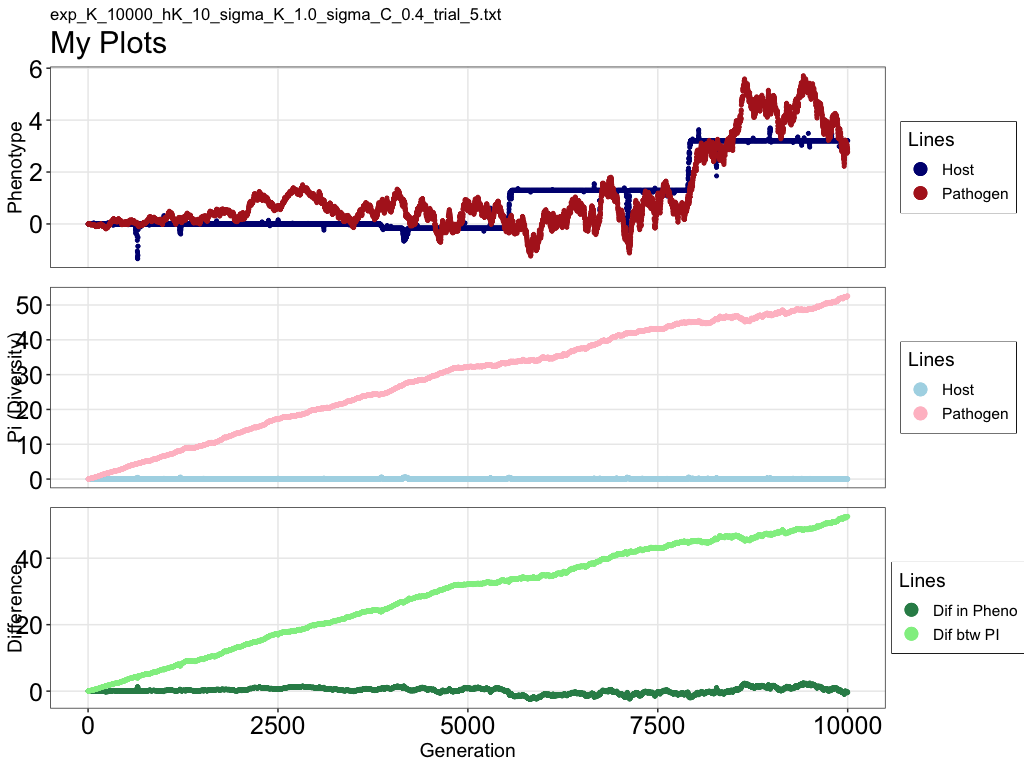 exp_K_10000_hK_10_sigma_K_1.0_sigma_C_0.4_trial_5.txt
My Plots
Phenotype
6
4
2
0
Lines
Host
Pathogen
Pi (Diversity)
50
40
30
20
10
0
Lines
Host
Pathogen
Difference
40
20
0
Lines
Dif in Pheno
Dif btw PI
0 2500 5000 7500 10000
Generation